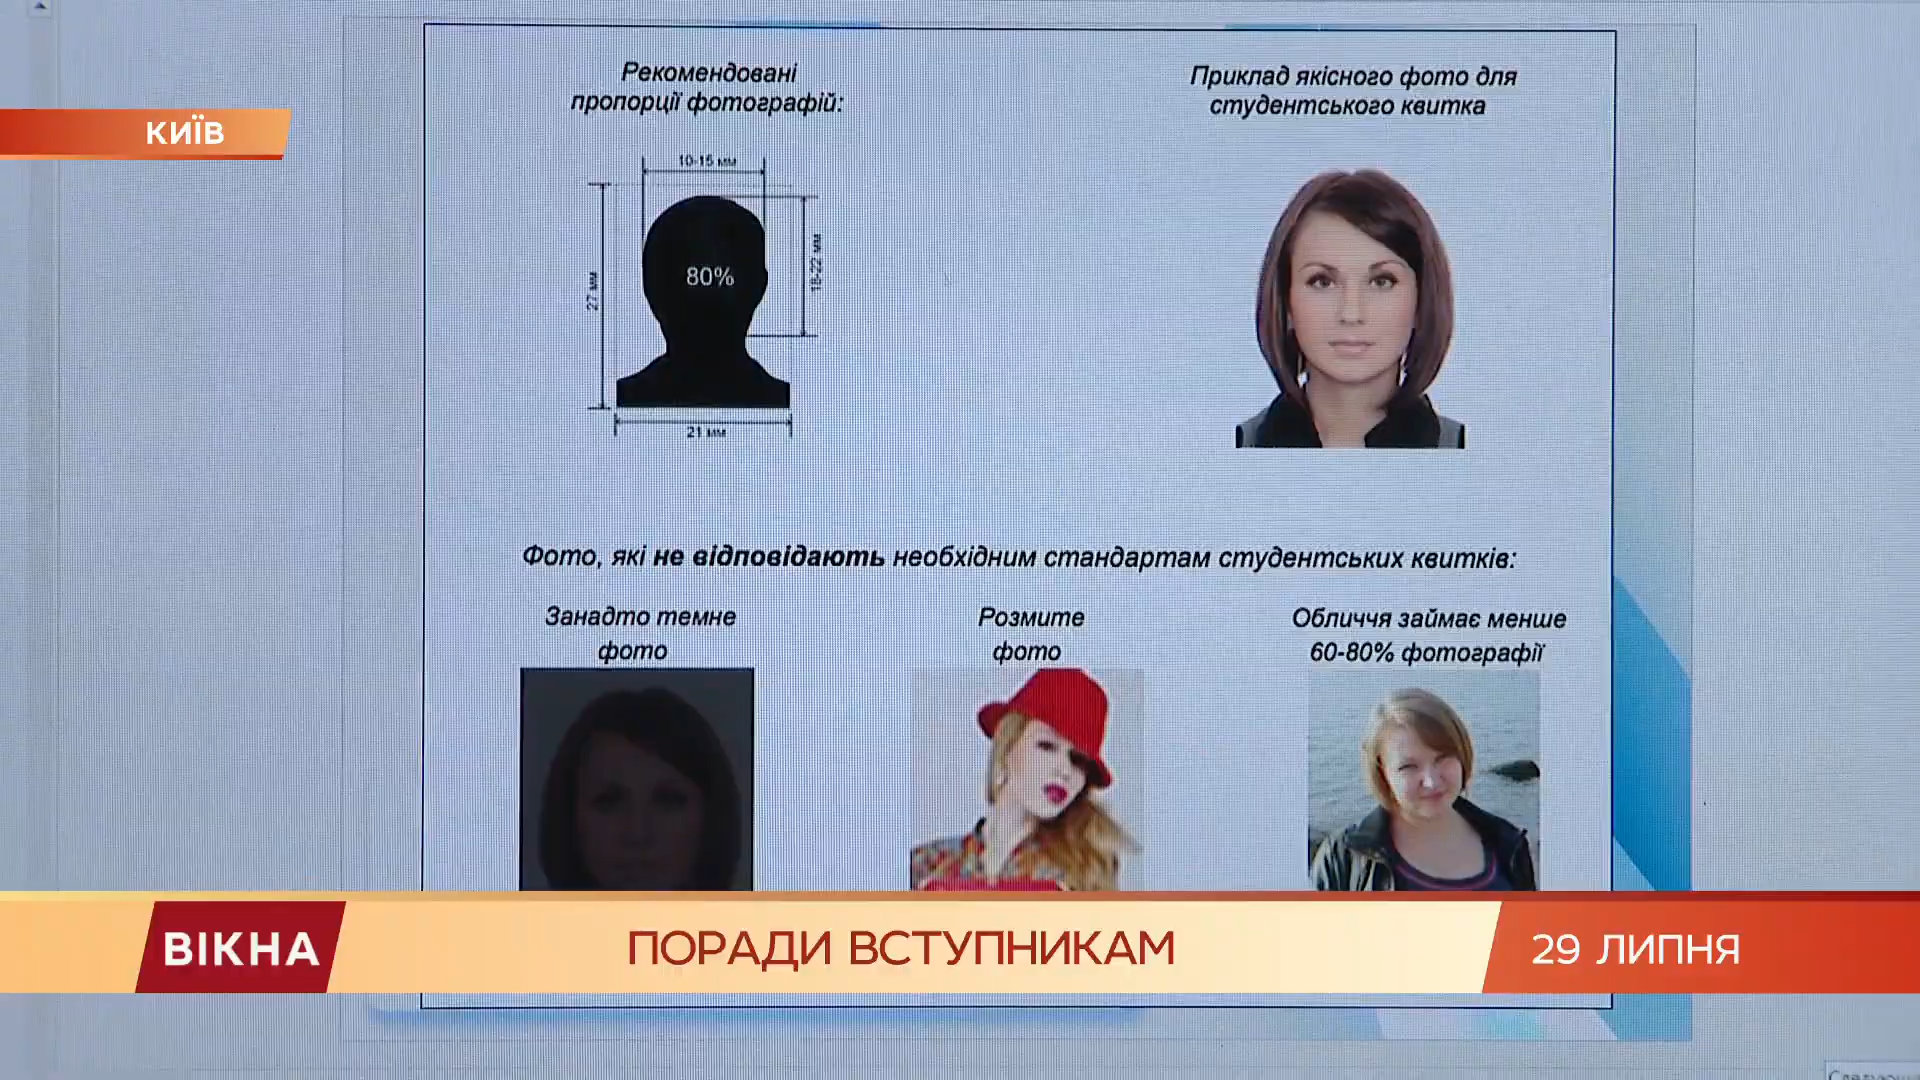 КИЇВ
Рекомендовані
пропорції фотографій:
Приклад якісного фото для
студентського квитка
10-15 мм
80%
27 мм
18-22 мм
21 мм
Фото, які не відповідають необхідним стандартам студентських квитків:
Занадто темне
фото
Розмите
фото
Обличчя займає менше
60-80% фотографії
ВІКНА
ПОРАДИ ВСТУПНИКАМ
29 ЛИПНЯ